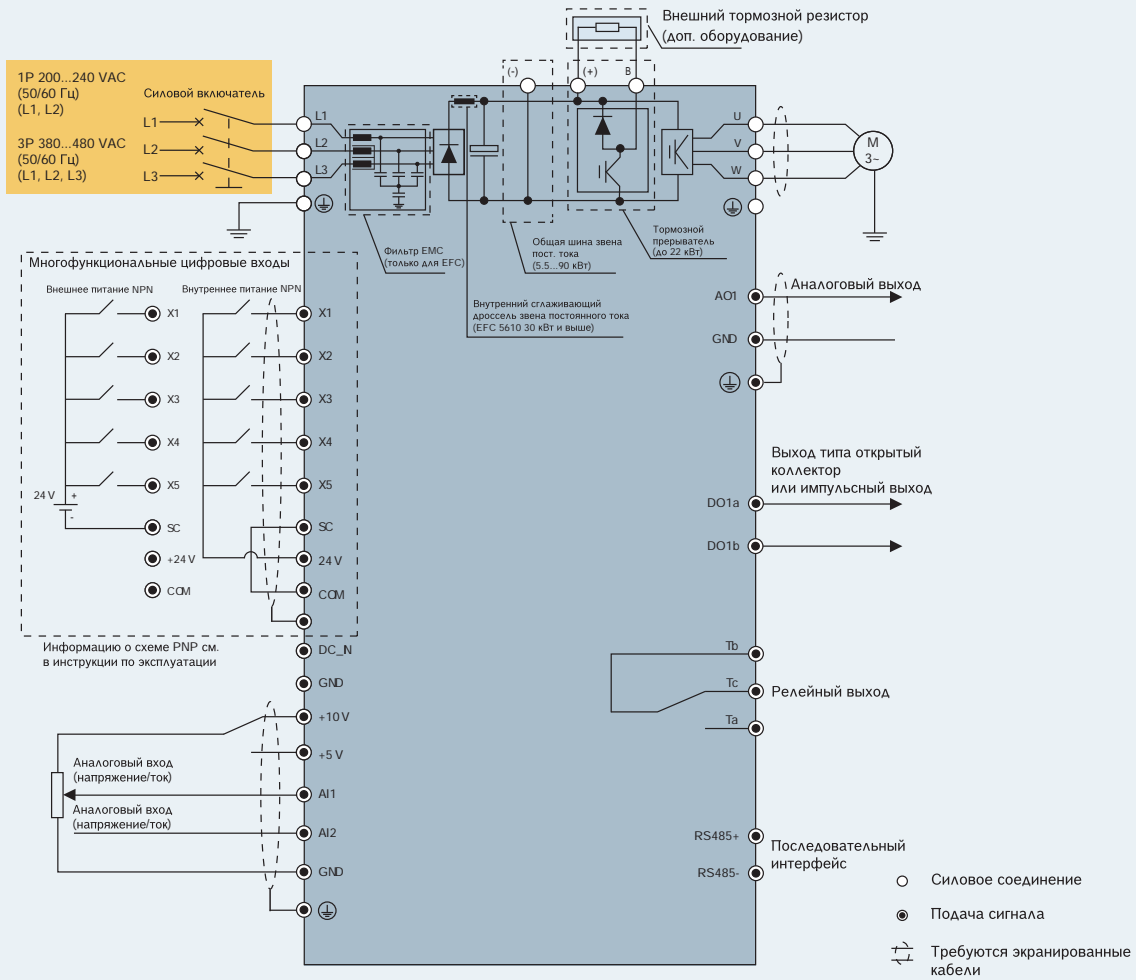 Внешний тормозной резистор
(доп. оборудование)
1P 200...240 VAC
(50/60 Гц)
(L1, L2)
3P 380...480 VAC
(50/60 Гц)
(L1, L2, L3)
Силовой включатель
L1
L2
L3
L1
L2
L3
(-)
(+)
B
U
V
W
M
3~
Фильтр EMC
(только для EFC)
Общая шина звена
пост. тока
(5.5...90 кВт)
Тормозной
прерыватель
(до 22 кВт)
Внутренний сглаживающий
дроссель звена постоянного тока
(EFC 5610 30 кВт и выше)
Многофункциональные цифровые входы
Внешнее питание NPN
Внутреннее питание NPN
X1
X2
X3
X4
X5
24 V
+
-
SC
+24 V
COM
X1
X2
X3
X4
X5
SC
24 V
COM
Информацию о схеме PNP см.
в инструкции по эксплуатации
DC_IN
GND
+10 V
+5 V
Аналоговый вход
(напряжение/ток)
AI1
Аналоговый вход
(напряжение/ток)
AI2
GND
AO1
Аналоговый выход
GND
Выход типа открытый
коллектор
или импульсный выход
DO1a
DO1b
Tb
Tc
Релейный выход
Ta
RS485+
Последовательный
интерфейс
RS485-
Силовое соединение
Подача сигнала
Требуются экранированные
кабели